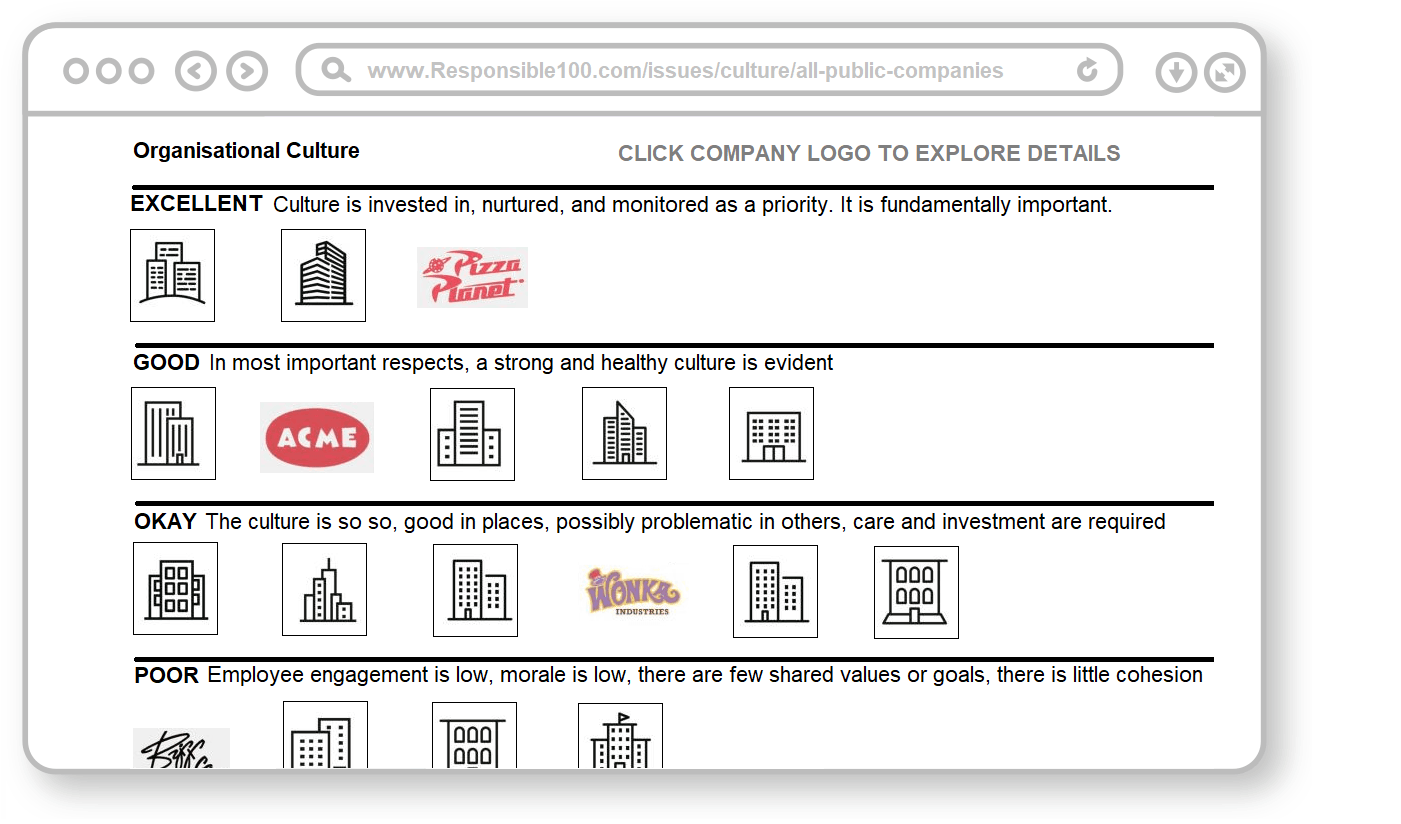 www.Responsible100.com/issues/culture/all-public-companies
Organisational Culture
CLICK COMPANY LOGO TO EXPLORE DETAILS
EXCELLENT Culture is invested in, nurtured, and monitored as a priority. It is fundamentally important.
Pizza
Planet
GOOD In most important respects, a strong and healthy culture is evident
ACME
OKAY The culture is so so, good in places, possibly problematic in others, care and investment are required
WONKA
INDUSTRIES
POOR Employee engagement is low, morale is low, there are few shared values or goals, there is little cohesion